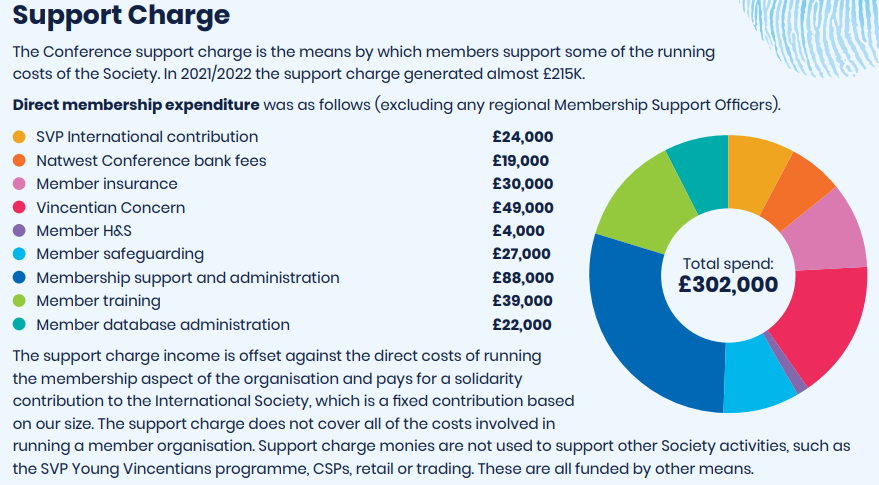 Support Charge
The Conference support charge is the means by which members support some of the running
costs of the Society. In 2021/2022 the support charge generated almost £215K.
Direct membership expenditure was as follows (excluding any regional Membership Support Officers).
SVP International contribution £24,000
Natwest Conference bank fees £19,000
Member insurance £30,000
Vincentian Concern £49,000
Member H&S £4,000
Member safeguarding £27,000
Membership support and administration £88,000
Member training £39,000
Member database administration £22,000
Total spend:
£302,000
The support charge income is offset against the direct costs of running
the membership aspect of the organisation and pays for a solidarity
contribution to the International Society, which is a fixed contribution based
on our size. The support charge does not cover all of the costs involved in
running a member organisation. Support charge monies are not used to support other Society activities, such as
the SVP Young Vincentians programme, CSPs, retail or trading. These are all funded by other means.